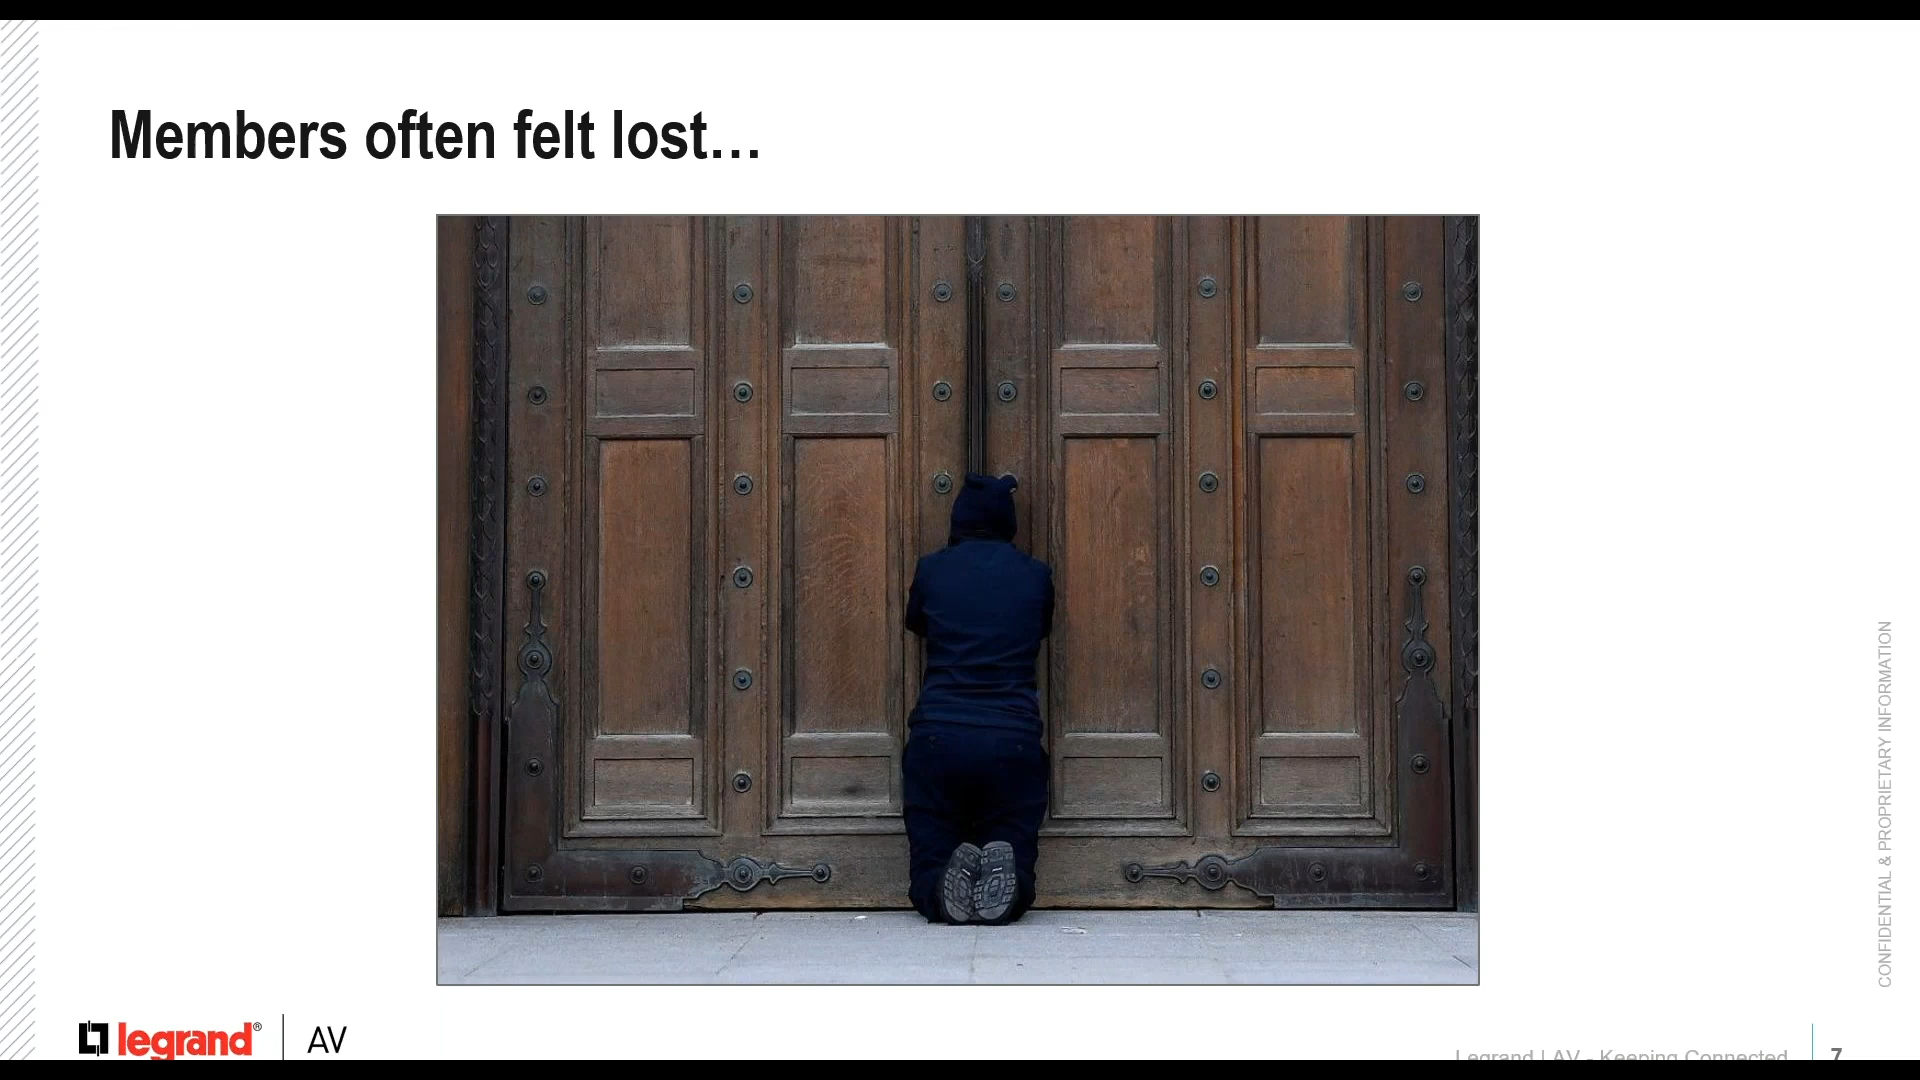 Members often felt lost…
CONFIDENTIAL & PROPRIETARY INFORMATION
legrand® | AV
Legrand | AV - Keeping Connected
7